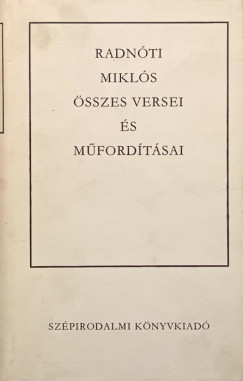 RADNÓTI
MIKLÓS
ÖSSZES VERSEI
ÉS
MŰFORDÍTÁSAI
SZÉPIRODALMI KÖNYVKIADÓ